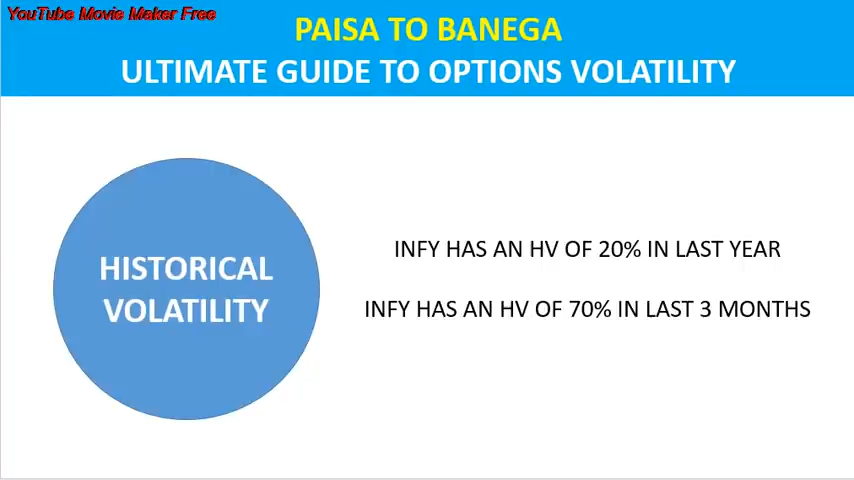 YouTube Movie Maker Free
PAISA TO BANEGA
ULTIMATE GUIDE TO OPTIONS VOLATILITY
HISTORICAL
VOLATILITY
INFY HAS AN HV OF 20% IN LAST YEAR
INFY HAS AN HV OF 70% IN LAST 3 MONTHS